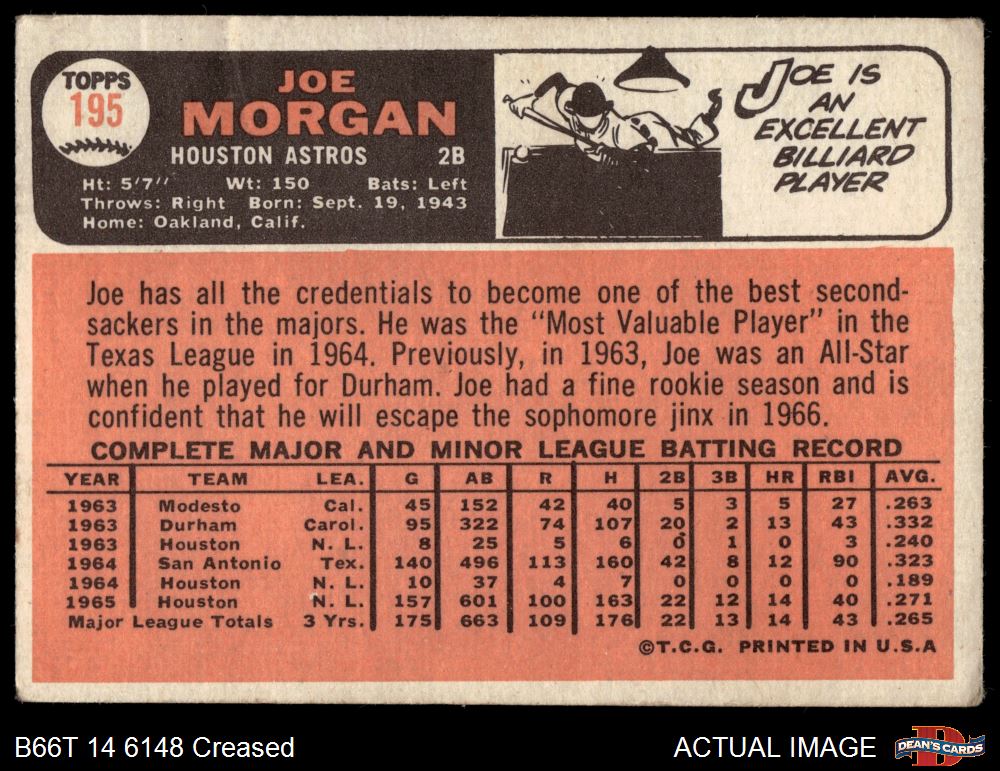 TOPPS
195
JOE
MORGAN
HOUSTON ASTROS 2B
Ht: 5'7" Wt: 150 Bats: Left
Throws: Right Born: Sept. 19, 1943
Home: Oakland, Calif.
JOE IS
AN
EXCELLENT
BILLIARD
PLAYER
Joe has all the credentials to become one of the best second-
sackers in the majors. He was the "Most Valuable Player" in the
Texas League in 1964. Previously, in 1963, Joe was an All-Star
when he played for Durham. Joe had a fine rookie season and is
confident that he will escape the sophomore jinx in 1966.
COMPLETE MAJOR AND MINOR LEAGUE BATTING RECORD
YEAR TEAM LEA. G AB R H 2B 3B HR RBI AVG.
1963 Modesto Cal. 45 152 42 40 5 3 5 27 .263
1963 Durham Carol. 95 322 74 107 20 2 13 43 .332
1963 Houston N. L. 8 25 5 6 0 1 0 3 .240
1964 San Antonio Tex. 140 496 113 160 42 8 12 90 .323
1964 Houston N. L. 10 37 4 7 0 0 0 0 .189
1965 Houston N. L. 157 601 100 163 22 12 14 40 .271
Major League Totals 3 Yrs. 175 663 109 176 22 13 14 43 .265
©T.C.G. PRINTED IN U.S.A
B66T 14 6148 Creased
ACTUAL IMAGE
DEAN'S CARDS